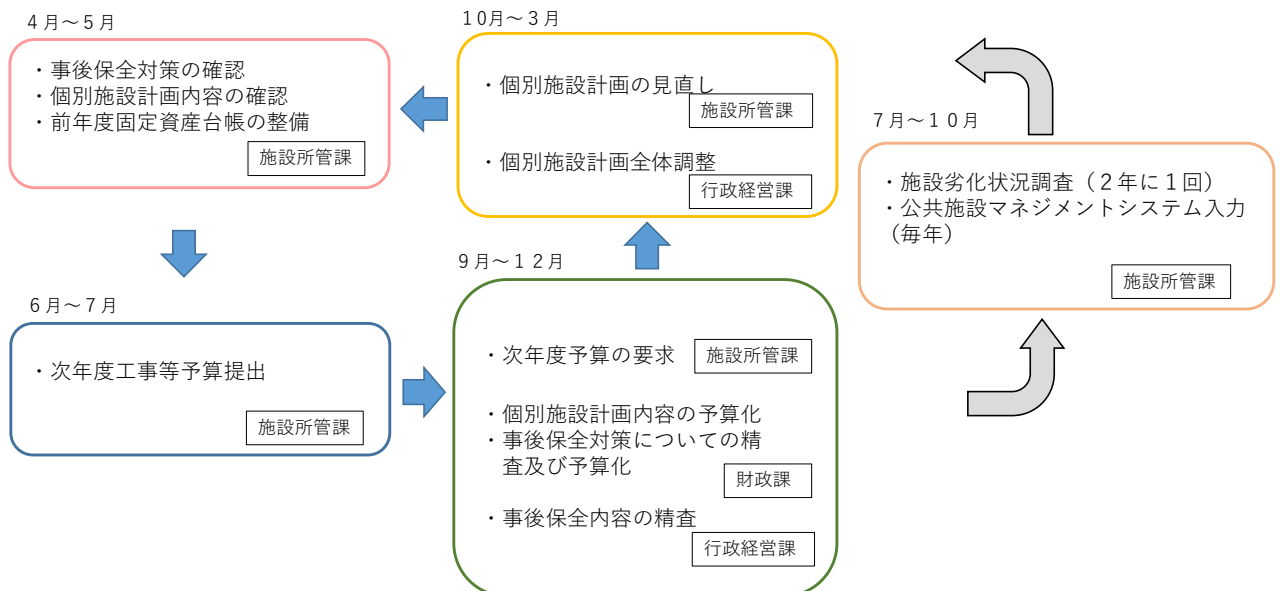 ４月～５月
・事後保全対策の確認
・個別施設計画内容の確認
・前年度固定資産台帳の整備
施設所管課
10月～３月
・個別施設計画の見直し
施設所管課
・個別施設計画全体調整
行政経営課
７月～１０月
・施設劣化状況調査（２年に１回）
・公共施設マネジメントシステム入力
（毎年）
施設所管課
６月～７月
・次年度工事等予算提出
施設所管課
９月～１２月
・次年度予算の要求
施設所管課
・個別施設計画内容の予算化
・事後保全対策についての精
査及び予算化
財政課
・事後保全内容の精査
行政経営課